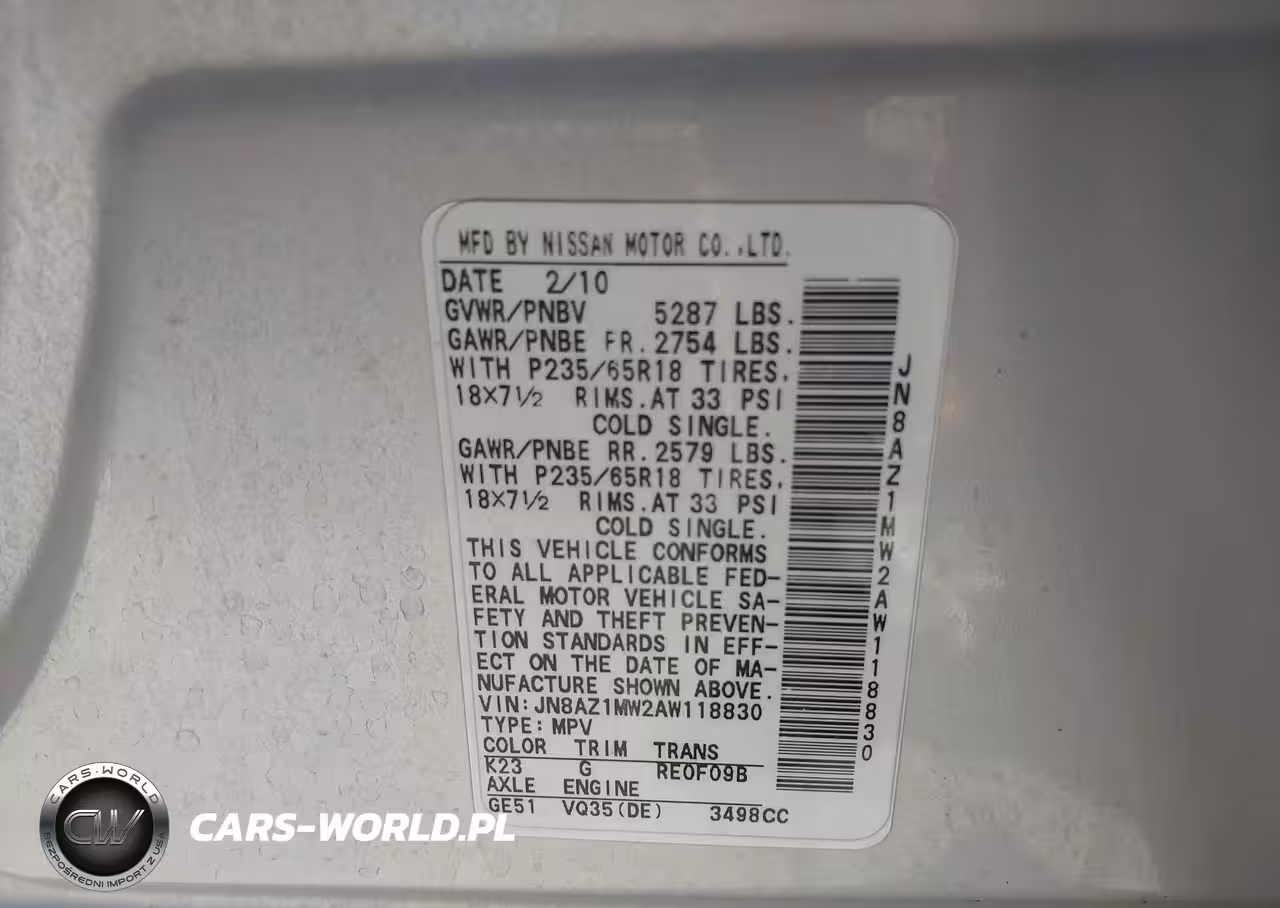 MFD BY NISSAN MOTOR CO.,LTD.
DATE 2/10
GVWR/PNBV 5287 LBS.
GAWR/PNBE FR. 2754 LBS.
WITH P235/65R18 TIRES,
18X7½ RIMS. AT 33 PSI
COLD SINGLE.
GAWR/PNBE RR. 2579 LBS.
WITH P235/65R18 TIRES,
18X7½ RIMS. AT 33 PSI
COLD SINGLE.
THIS VEHICLE CONFORMS
TO ALL APPLICABLE FED-
ERAL MOTOR VEHICLE SA-
FETY AND THEFT PREVEN-
TION STANDARDS IN EFF-
ECT ON THE DATE OF MA-
NUFACTURE SHOWN ABOVE.
VIN: JN8AZ1MW2AW118830
TYPE: MPV
COLOR TRIM TRANS
K23 G RE0F09B
AXLE ENGINE
GE51 VQ35(DE) 3498CC
JN8AZ1MW2AW118830
CARS-WORLD
CW
BEZPOŚREDNI IMPORT Z USA
CARS-WORLD.PL